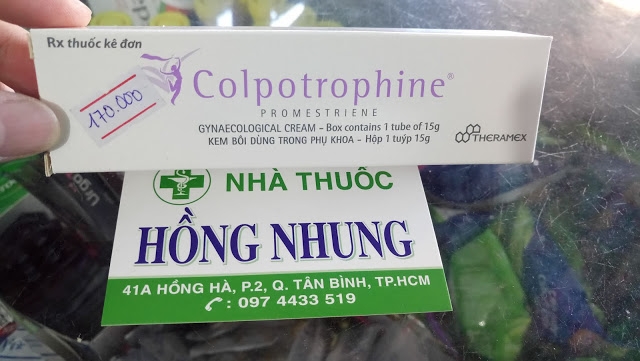 Rx thuốc kê đơn
170.000
Colpotrophine®
PROMESTRIENE
GYNAECOLOGICAL CREAM – Box contains 1 tube of 15g
KEM BÔI DÙNG TRONG PHỤ KHOA – Hộp 1 tuýp 15g
THERAMEX
NHÀ THUỐC
HỒNG NHUNG
41A HỒNG HÀ, P.2, Q. TÂN BÌNH, TP.HCM
: 097 4433 519